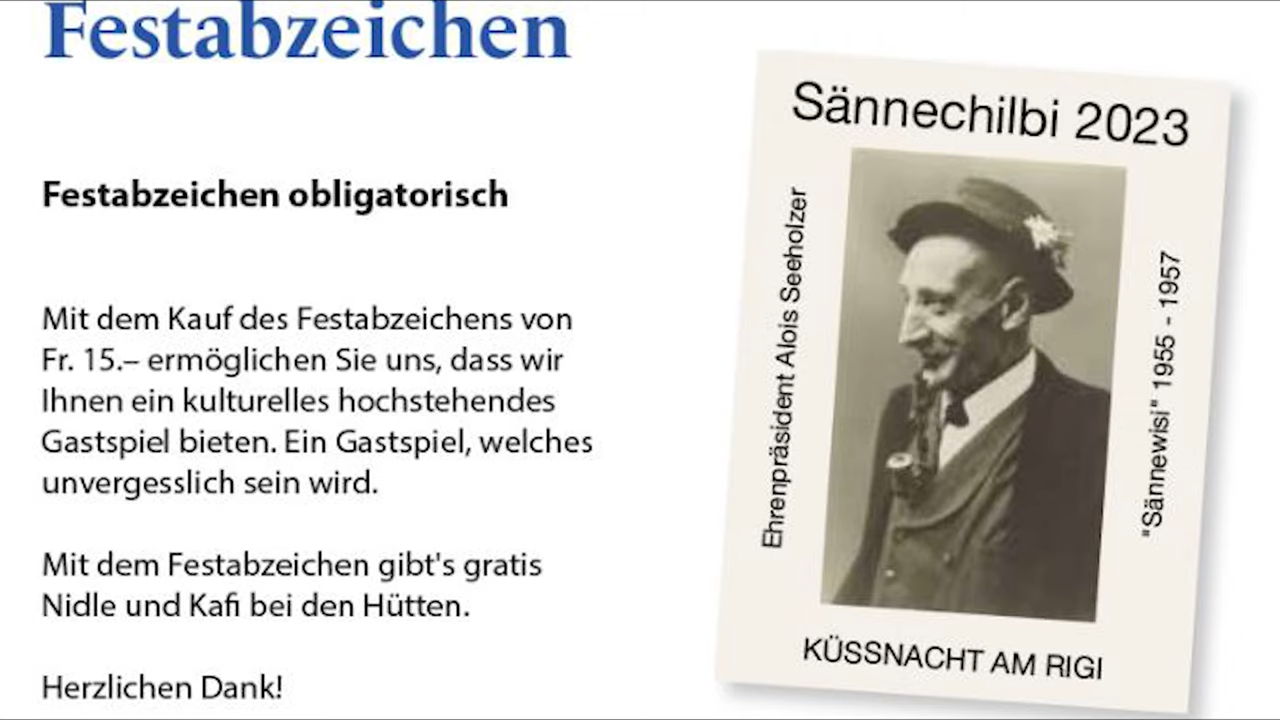 Festabzeichen
Festabzeichen obligatorisch
Mit dem Kauf des Festabzeichens von
Fr. 15.– ermöglichen Sie uns, dass wir
Ihnen ein kulturelles hochstehendes
Gastspiel bieten. Ein Gastspiel, welches
unvergesslich sein wird.
Mit dem Festabzeichen gibt's gratis
Nidle und Kafi bei den Hütten.
Herzlichen Dank!
Sännechilbi 2023
Ehrenpräsident Alois Seeholzer
"Sännewisi" 1955 - 1957
KÜSSNACHT AM RIGI